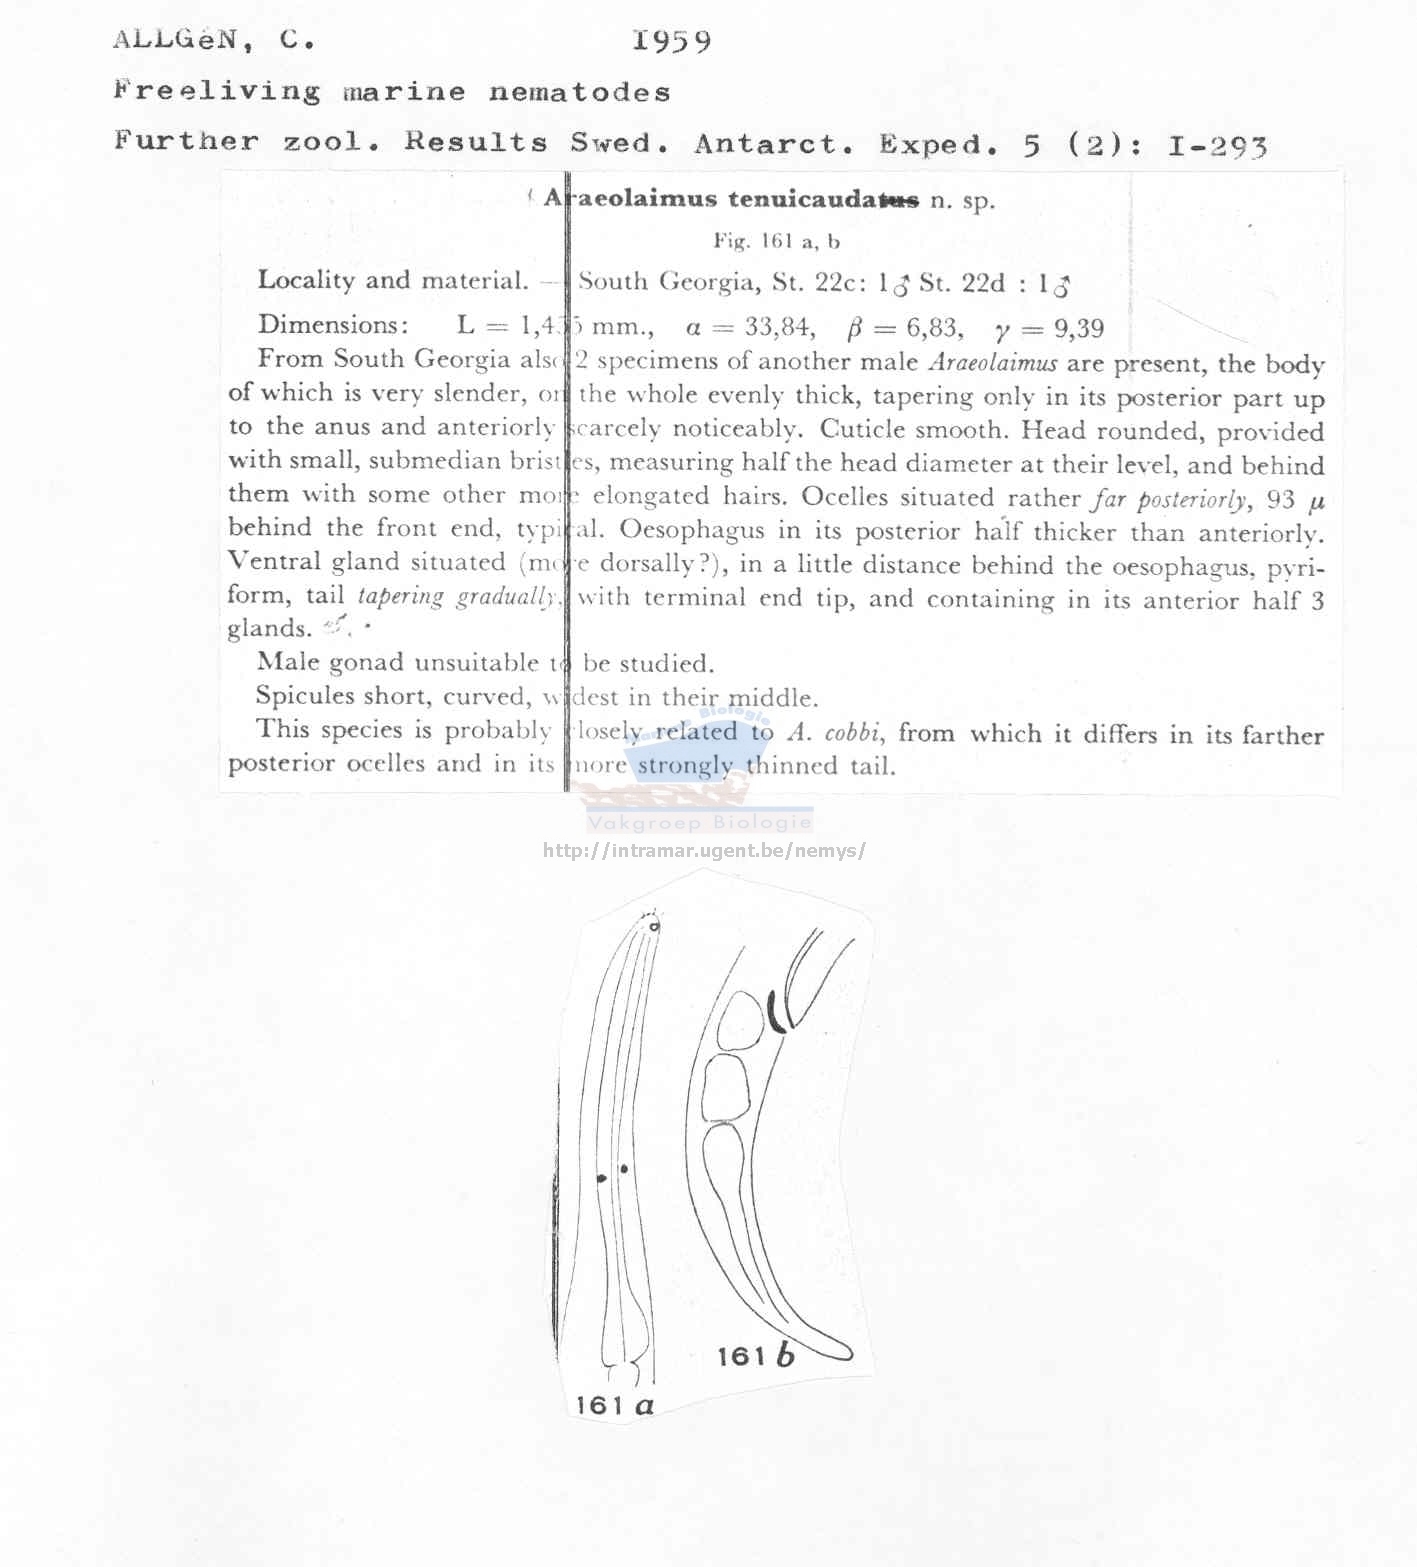 ALLGèN, C. I959
Freeliving marine nematodes
Further zool. Results Swed. Antarct. Exped. 5 (2): I-293
Araeolaimus tenuicaudatus n. sp.
Fig. 161 a, b
Locality and material. — South Georgia, St. 22c: 1♂ St. 22d : 1♂
Dimensions: L = mm., α = 33,84, β = 6,83, γ = 9,39
From South Georgia also 2 specimens of another male Araeolaimus are present, the body
of which is very slender, on the whole evenly thick, tapering only in its posterior part up
to the anus and anteriorly scarcely noticeably. Cuticle smooth. Head rounded, provided
with small, submedian bristles, measuring half the head diameter at their level, and behind
them with some other more elongated hairs. Ocelles situated rather far posteriorly, 93 μ
behind the front end, typical. Oesophagus in its posterior half thicker than anteriorly.
Ventral gland situated (more dorsally?), in a little distance behind the oesophagus, pyri-
form, tail tapering gradually, with terminal end tip, and containing in its anterior half 3
glands.
Male gonad unsuitable to be studied.
Spicules short, curved, widest in their middle.
This species is probably closely related to A. cobbi, from which it differs in its farther
posterior ocelles and in its more strongly thinned tail.
Biologie
Vakgroep Biologie
http://intramar.ugent.be/nemys/
161 b
161 a